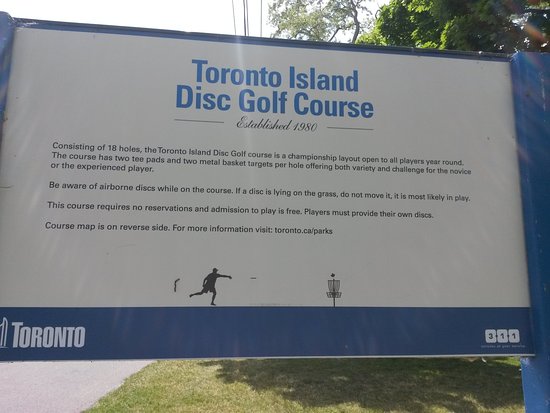 Toronto Island
Disc Golf Course
Established 1980
Consisting of 18 holes, the Toronto Island Disc Golf course is a championship layout open to all players year round.
The course has two tee pads and two metal basket targets per hole offering both variety and challenge for the novice
or the experienced player.
Be aware of airborne discs while on the course. If a disc is lying on the grass, do not move it, it is most likely in play.
This course requires no reservations and admission to play is free. Players must provide their own discs.
Course map is on reverse side. For more information visit: toronto.ca/parks
TORONTO
311